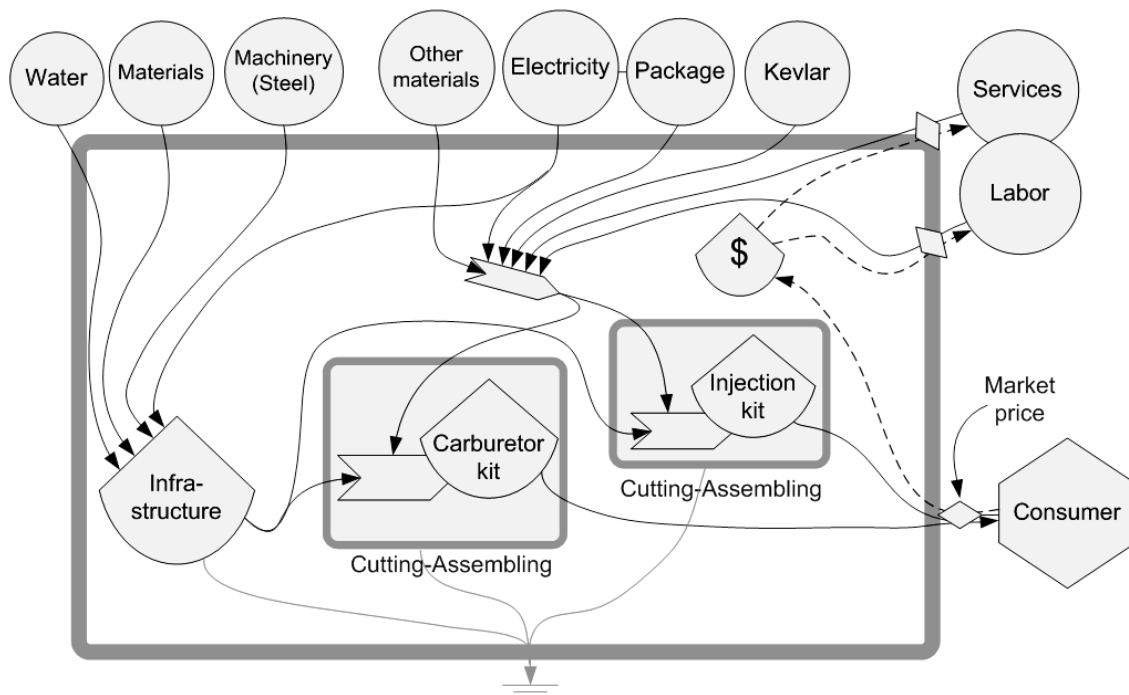 Water
Materials
Machinery
(Steel)
Other
materials
Electricity
Package
Kevlar
Services
Labor
$
Market
price
Injection
kit
Carburetor
kit
Infra-
structure
Cutting-Assembling
Cutting-Assembling
Consumer